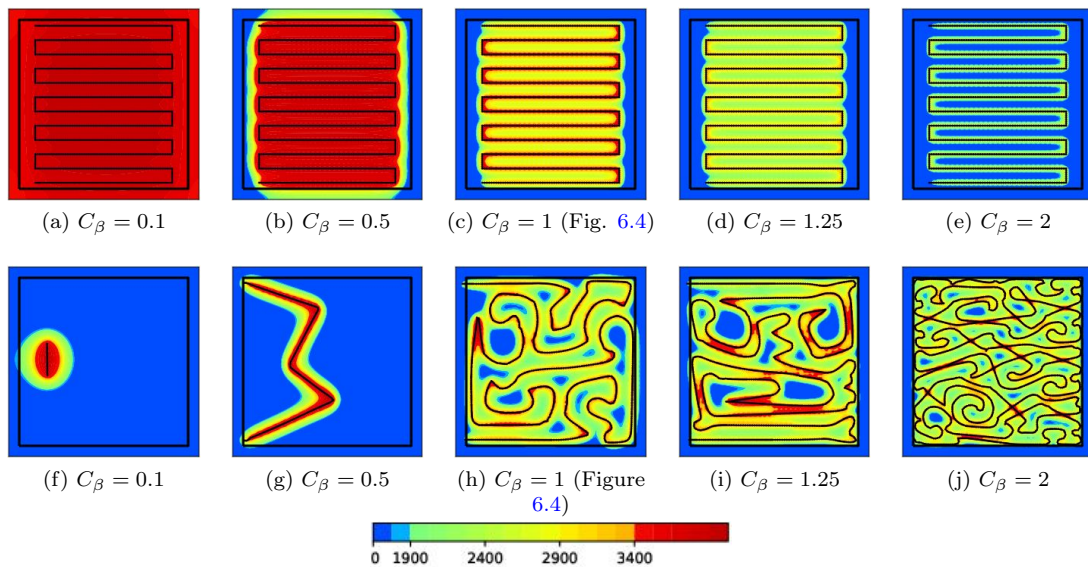 (a) C_β = 0.1
(b) C_β = 0.5
(c) C_β = 1 (Fig. 6.4)
(d) C_β = 1.25
(e) C_β = 2
(f) C_β = 0.1
(g) C_β = 0.5
(h) C_β = 1 (Figure
6.4)
(i) C_β = 1.25
(j) C_β = 2
0 1900 2400 2900 3400